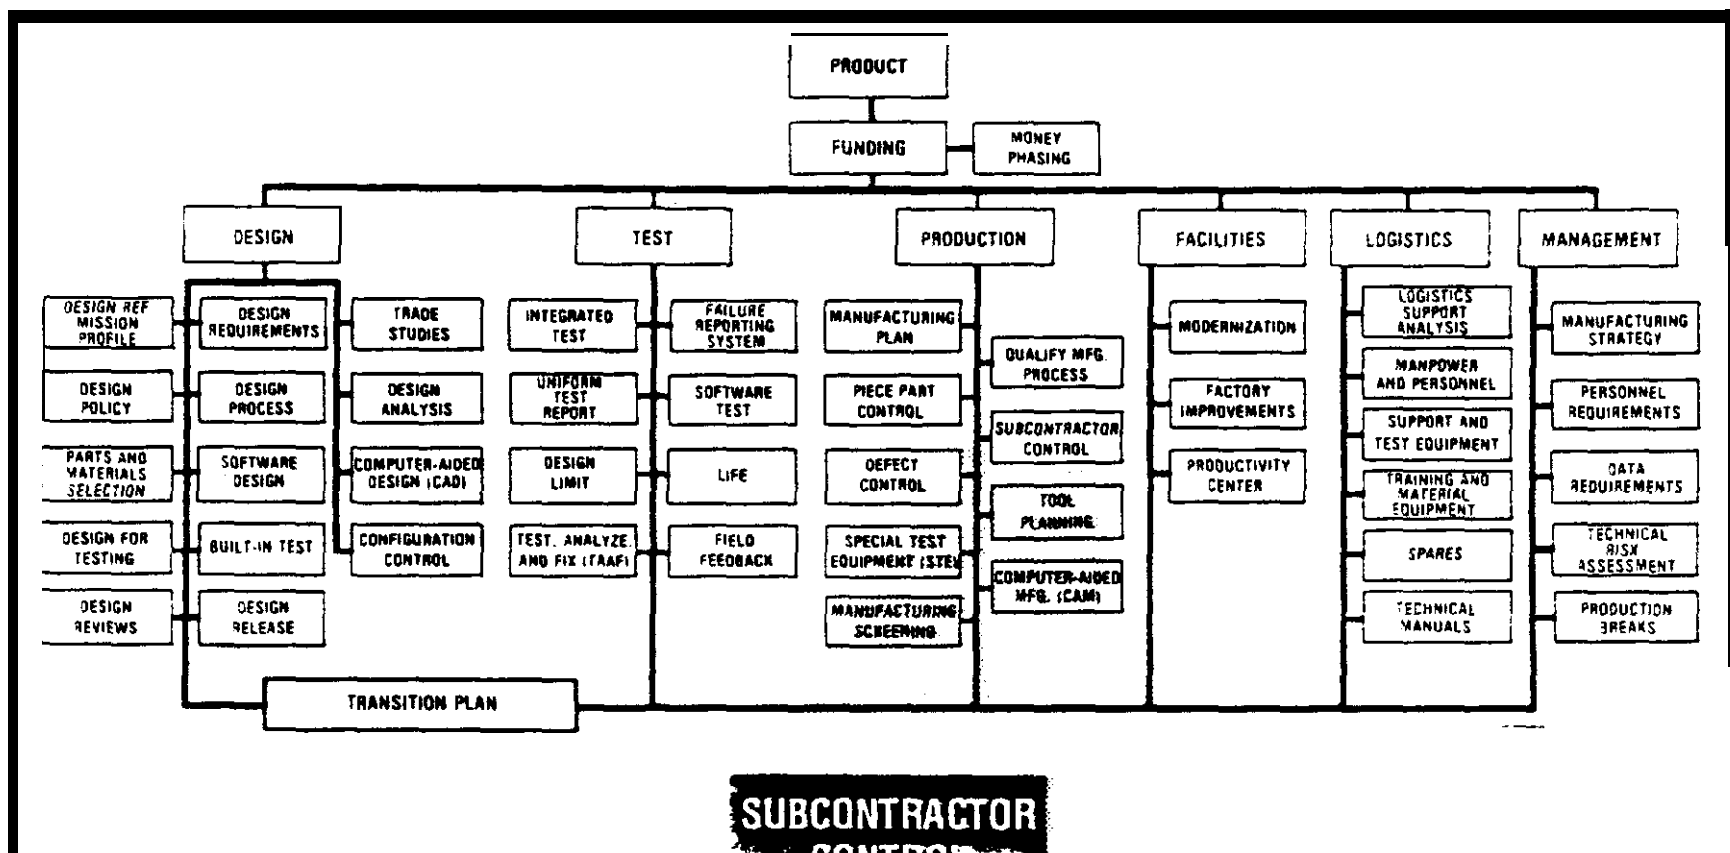 PRODUCT
FUNDING
MONEY
PHASING
DESIGN
TEST
PRODUCTION
FACILITIES
LOGISTICS
MANAGEMENT
DESIGN REF
MISSION
PROFILE
DESIGN
REQUIREMENTS
TRADE
STUDIES
DESIGN
POLICY
DESIGN
PROCESS
DESIGN
ANALYSIS
PARTS AND
MATERIALS
SELECTION
SOFTWARE
DESIGN
COMPUTER-AIDED
DESIGN (CAD)
DESIGN FOR
TESTING
BUILT-IN TEST
CONFIGURATION
CONTROL
DESIGN
REVIEWS
DESIGN
RELEASE
INTEGRATED
TEST
FAILURE
REPORTING
SYSTEM
UNIFORM
TEST
REPORT
SOFTWARE
TEST
DESIGN
LIMIT
LIFE
TEST, ANALYZE,
AND FIX (TAAF)
FIELD
FEEDBACK
MANUFACTURING
PLAN
QUALIFY MFG.
PROCESS
PIECE PART
CONTROL
SUBCONTRACTOR
CONTROL
DEFECT
CONTROL
TOOL
PLANNING
SPECIAL TEST
EQUIPMENT (STE)
COMPUTER-AIDED
MFG. (CAM)
MANUFACTURING
SCREENING
MODERNIZATION
FACTORY
IMPROVEMENTS
PRODUCTIVITY
CENTER
LOGISTICS
SUPPORT
ANALYSIS
MANPOWER
AND PERSONNEL
SUPPORT AND
TEST EQUIPMENT
TRAINING AND
MATERIAL
EQUIPMENT
SPARES
TECHNICAL
MANUALS
MANUFACTURING
STRATEGY
PERSONNEL
REQUIREMENTS
DATA
REQUIREMENTS
TECHNICAL
RISK
ASSESSMENT
PRODUCTION
BREAKS
TRANSITION PLAN
SUBCONTRACTOR
CONTROL